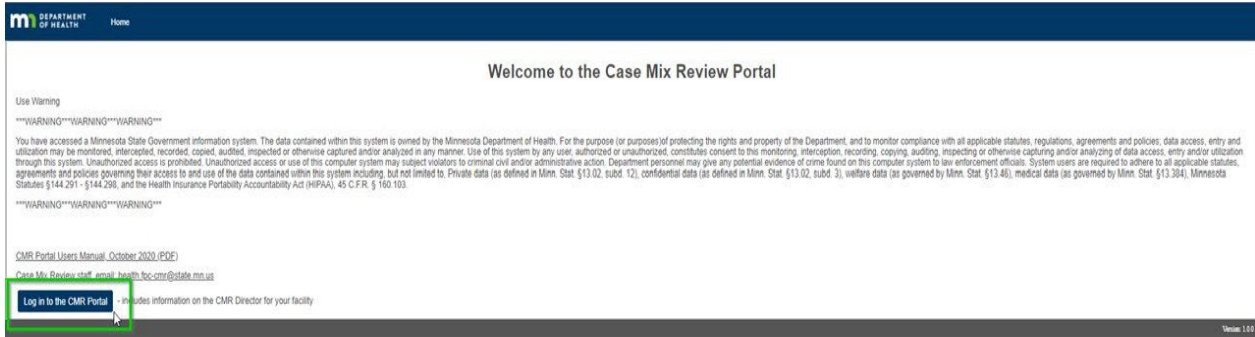 DEPARTMENT
OF HEALTH
Home
Welcome to the Case Mix Review Portal
Use Warning
***WARNING***WARNING***WARNING***
You have accessed a Minnesota State Government information system. The data contained within this system is owned by the Minnesota Department of Health. For the purpose (or purposes)of protecting the rights and property of the Department, and to monitor compliance with all applicable statutes, regulations, agreements and policies; data access, entry and
utilization may be monitored, intercepted, recorded, copied, audited, inspected or otherwise captured and/or analyzed in any manner. Use of this system by any user, authorized or unauthorized, constitutes consent to this monitoring, interception, recording, copying, auditing, inspecting or otherwise capturing and/or analyzing of data access, entry and/or utilization
through this system. Unauthorized access is prohibited. Unauthorized access or use of this computer system may subject violators to criminal civil and/or administrative action. Department personnel may give any potential evidence of crime found on this computer system to law enforcement officials. System users are required to adhere to all applicable statutes,
agreements and policies governing their access to and use of the data contained within this system including, but not limited to, Private data (as defined in Minn. Stat. §13.02, subd. 12), confidential data (as defined in Minn. Stat. §13.02, subd. 3), welfare data (as governed by Minn. Stat. §13.46), medical data (as governed by Minn. Stat. §13.384), Minnesota
Statutes §144.291 - §144.298, and the Health Insurance Portability Accountability Act (HIPAA), 45 C.F.R. § 160.103.
***WARNING***WARNING***WARNING***
CMR Portal Users Manual, October 2020 (PDF)
Case Mix Review staff, email: health.fpc-cmr@state.mn.us
Log in to the CMR Portal - includes information on the CMR Director for your facility
Version: 1.0.0